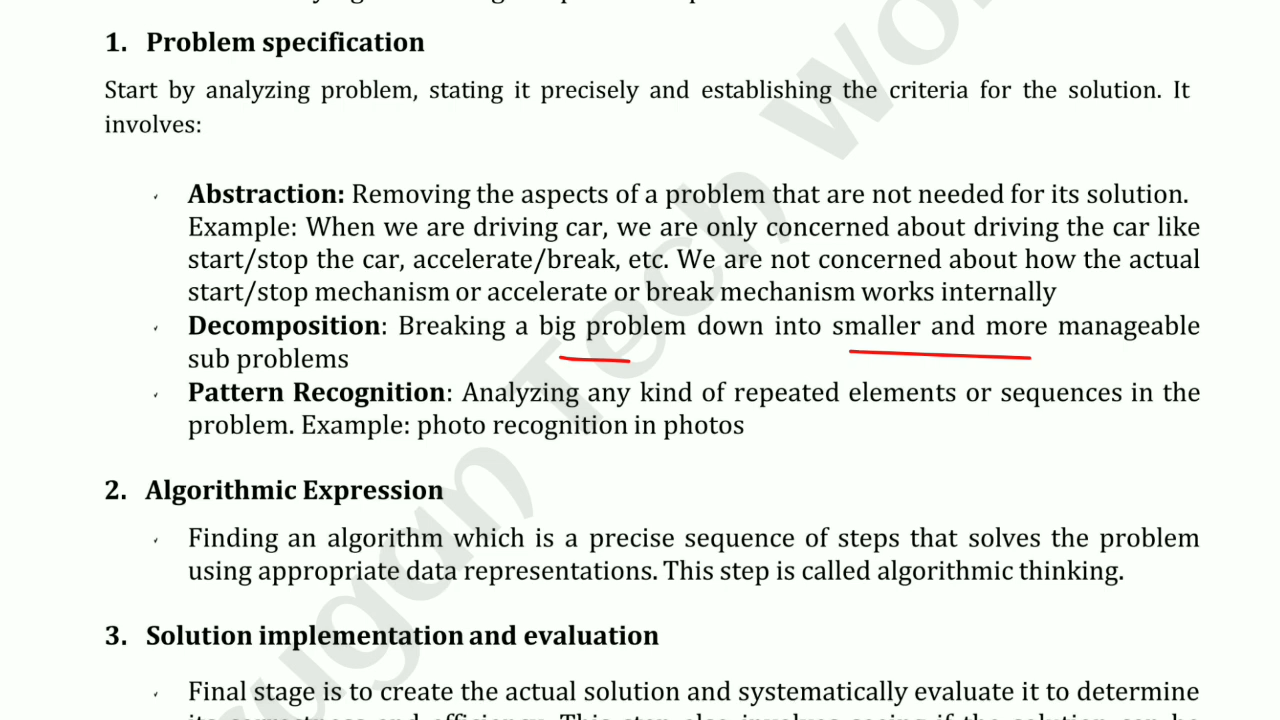 1. Problem specification
Start by analyzing problem, stating it precisely and establishing the criteria for the solution. It
involves:
Abstraction: Removing the aspects of a problem that are not needed for its solution.
Example: When we are driving car, we are only concerned about driving the car like
start/stop the car, accelerate/break, etc. We are not concerned about how the actual
start/stop mechanism or accelerate or break mechanism works internally
Decomposition: Breaking a big problem down into smaller and more manageable
sub problems
Pattern Recognition: Analyzing any kind of repeated elements or sequences in the
problem. Example: photo recognition in photos
2. Algorithmic Expression
Finding an algorithm which is a precise sequence of steps that solves the problem
using appropriate data representations. This step is called algorithmic thinking.
3. Solution implementation and evaluation
Final stage is to create the actual solution and systematically evaluate it to determine
Tech